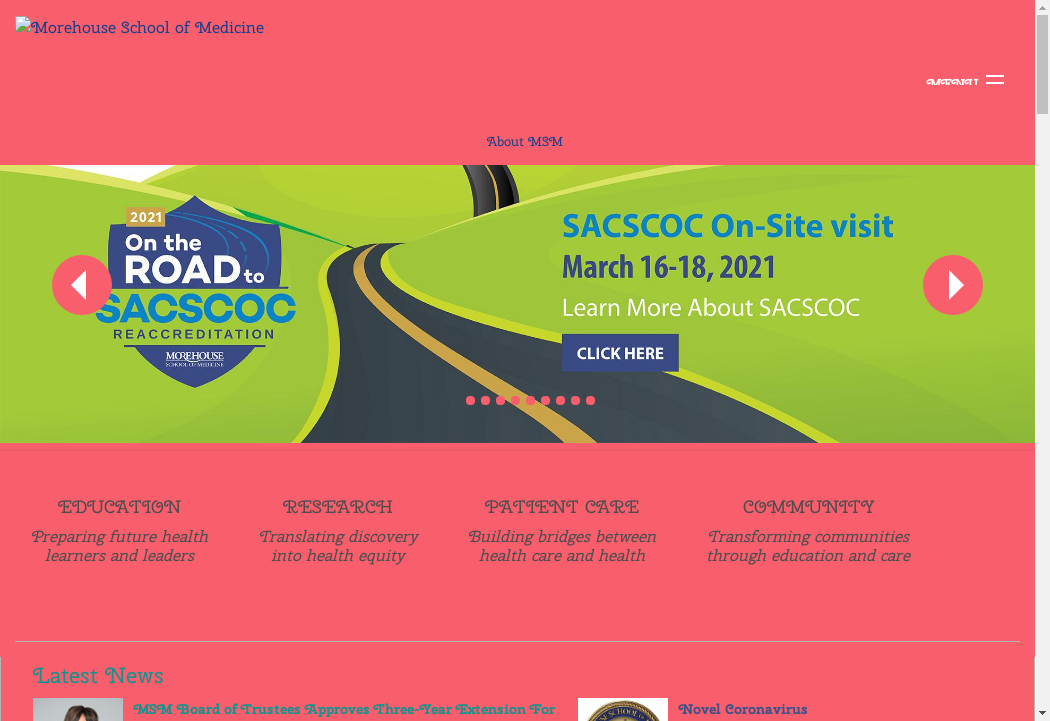 Morehouse School of Medicine
About MSM
2021
On the
ROAD to
SACSCOC
REACCREDITATION
MOREHOUSE
SCHOOL OF MEDICINE
SACSCOC On-Site visit
March 16-18, 2021
Learn More About SACSCOC
CLICK HERE
EDUCATION
Preparing future health
learners and leaders
RESEARCH
Translating discovery
into health equity
PATIENT CARE
Building bridges between
health care and health
COMMUNITY
Transforming communities
through education and care
Latest News
MSM Board of Trustees Approves Three-Year Extension For
Novel Coronavirus